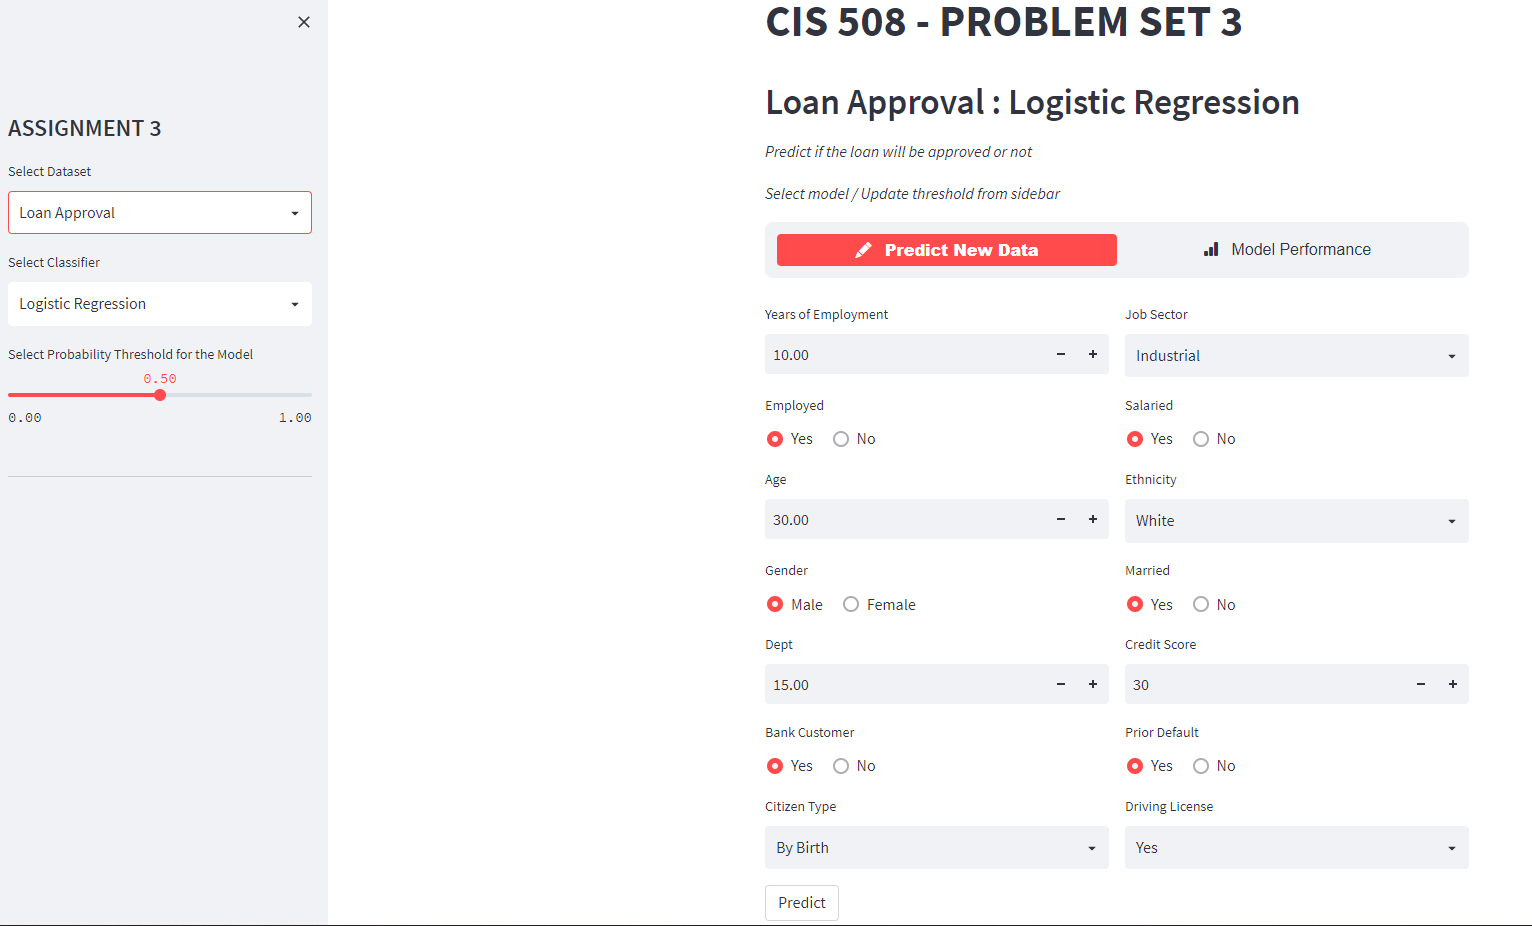 ASSIGNMENT 3
Select Dataset
Loan Approval
Select Classifier
Logistic Regression
Select Probability Threshold for the Model
0.50
0.00 1.00
CIS 508 - PROBLEM SET 3
Loan Approval : Logistic Regression
Predict if the loan will be approved or not
Select model / Update threshold from sidebar
Predict New Data Model Performance
Years of Employment Job Sector
10.00 Industrial
Employed Salaried
Yes No Yes No
Age Ethnicity
30.00 White
Gender Married
Male Female Yes No
Dept Credit Score
15.00 30
Bank Customer Prior Default
Yes No Yes No
Citizen Type Driving License
By Birth Yes
Predict